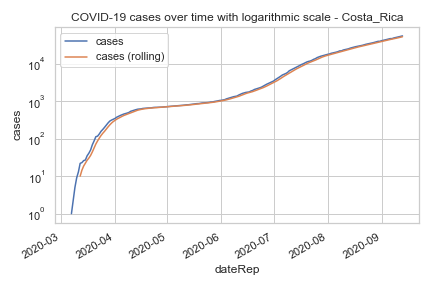 COVID-19 cases over time with logarithmic scale - Costa_Rica
cases
cases (rolling)
10⁴
10³
10²
10¹
10⁰
cases
2020-03
2020-04
2020-05
2020-06
2020-07
2020-08
2020-09
dateRep